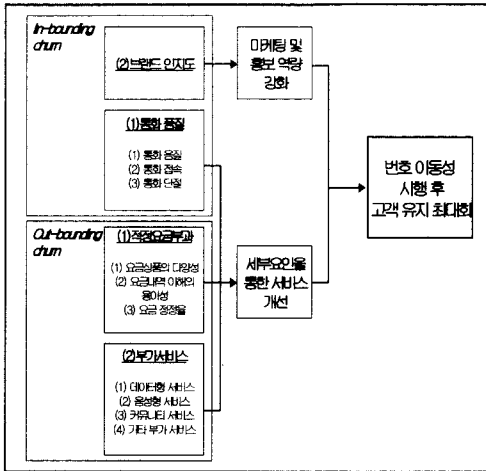 In-bounding
churn
(2)브랜드 인지도
(1)통화 품질
(1) 통화 음질
(2) 통화 접속
(3) 통화 단절
Out-bounding
churn
(1)적정요금부과
(1) 요금상품의 다양성
(2) 요금내역 이해의
용이성
(3) 요금 정정율
(2)부가서비스
(1) 데이터형 서비스
(2) 음성형 서비스
(3) 커뮤니티 서비스
(4) 기타 부가 서비스
마케팅 및
홍보 역량
강화
세부요인을
통한 서비스
개선
번호 이동성
시행 후
고객 유지 최대화